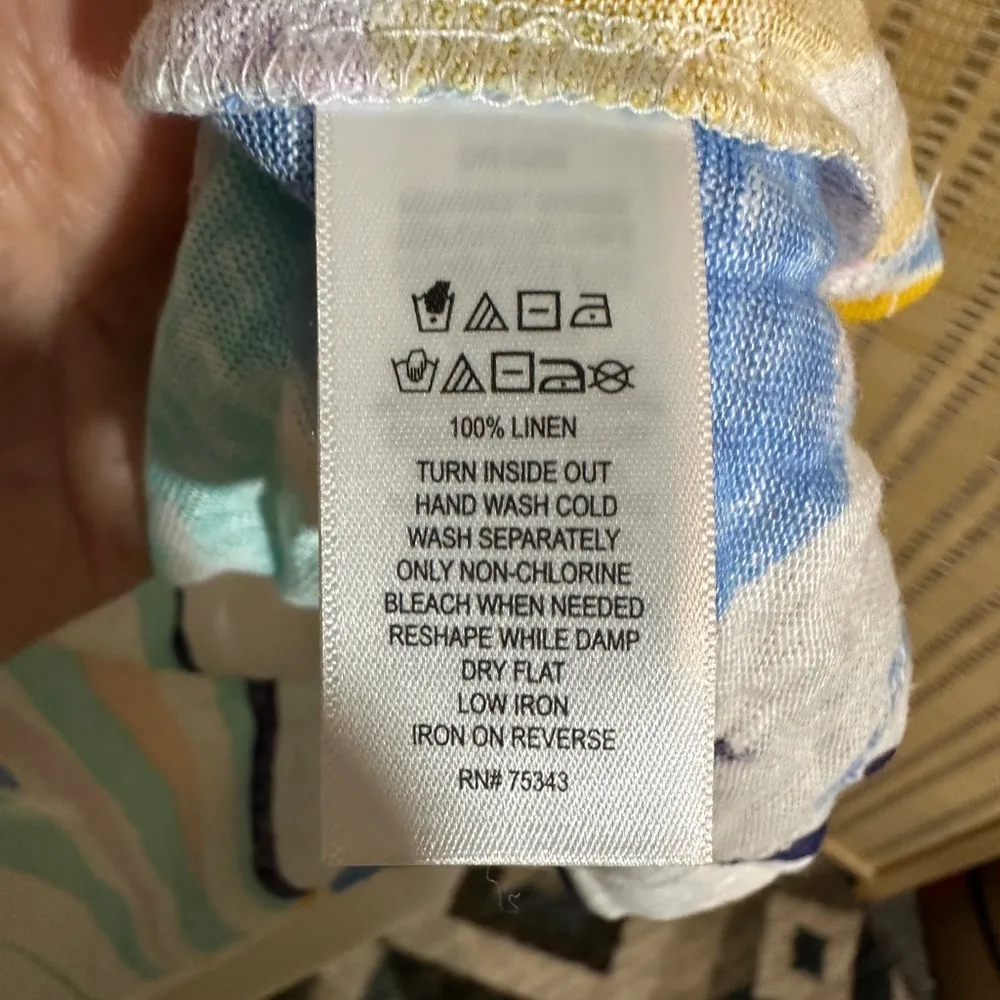 100% LINEN
TURN INSIDE OUT
HAND WASH COLD
WASH SEPARATELY
ONLY NON-CHLORINE
BLEACH WHEN NEEDED
RESHAPE WHILE DAMP
DRY FLAT
LOW IRON
IRON ON REVERSE
RN# 75343